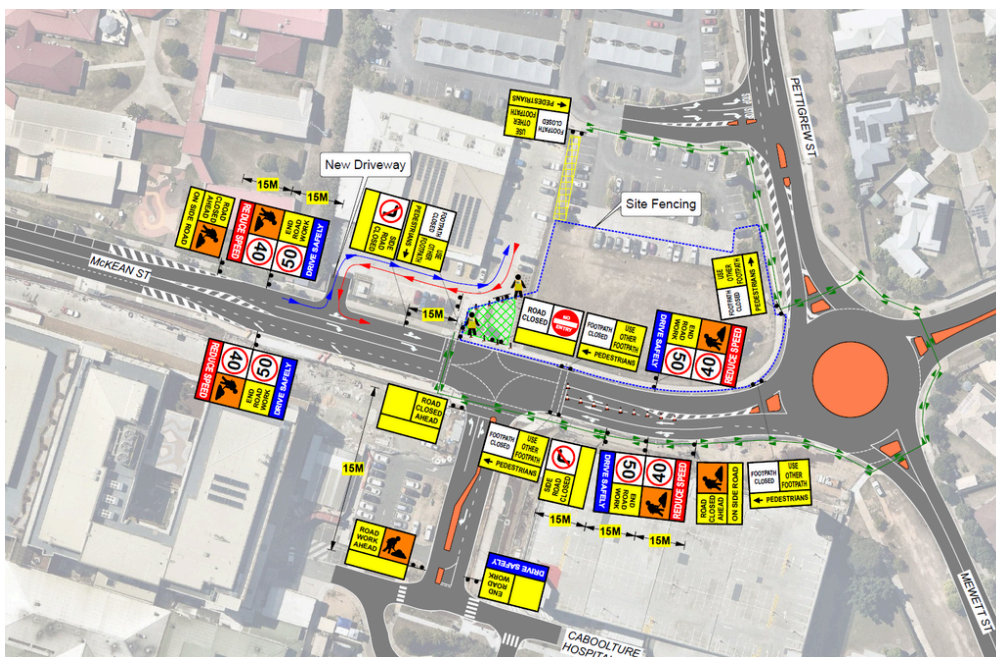 PETTIGREW ST
STOP SIGN
FOOTPATH CLOSED
USE OTHER FOOTPATH
PEDESTRIANS
New Driveway
15M
15M
Site Fencing
ROAD CLOSED AHEAD
ON SIDE ROAD
REDUCE SPEED
40
50
END ROAD WORK
DRIVE SAFELY
SIDE ROAD CLOSED
FOOTPATH CLOSED
USE OTHER FOOTPATH
PEDESTRIANS
McKEAN ST
15M
FOOTPATH CLOSED
USE OTHER FOOTPATH
PEDESTRIANS
ROAD CLOSED
NO ENTRY
FOOTPATH CLOSED
USE OTHER FOOTPATH
PEDESTRIANS
DRIVE SAFELY
END ROAD WORK
50
40
REDUCE SPEED
REDUCE SPEED
40
50
END ROAD WORK
DRIVE SAFELY
ROAD CLOSED AHEAD
15M
FOOTPATH CLOSED
USE OTHER FOOTPATH
PEDESTRIANS
SIDE ROAD CLOSED
DRIVE SAFELY
50
END ROAD WORK
40
REDUCE SPEED
ROAD CLOSED AHEAD
ON SIDE ROAD
FOOTPATH CLOSED
USE OTHER FOOTPATH
PEDESTRIANS
15M
15M
15M
ROAD WORK AHEAD
DRIVE SAFELY
END ROAD WORK
MEWETT ST
CABOOLTURE